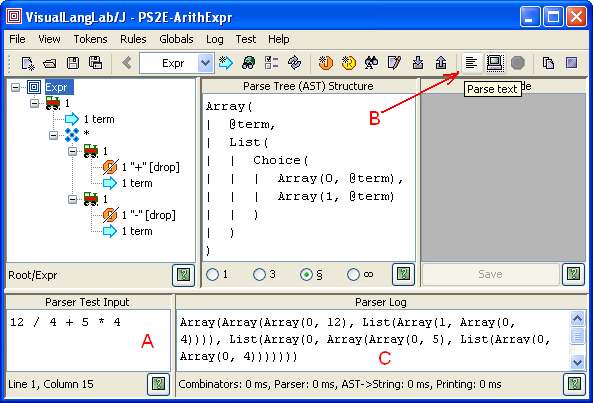 VisualLangLab/J - PS2E-ArithExpr
File View Tokens Rules Globals Log Test Help
Expr
Parse text
B
Expr
1
1 term
*
1
1 "+" [drop]
1 term
1
1 "-" [drop]
1 term
Root/Expr
Parse Tree (AST) Structure
Array(
| @term,
| List(
| | Choice(
| | | Array(0, @term),
| | | Array(1, @term)
| | )
| )
)
1 3 § ∞
de
Save
Parser Test Input
12 / 4 + 5 * 4
A
Line 1, Column 15
Parser Log
Array(Array(Array(0, 12), List(Array(1, Array(0,
4)))), List(Array(0, Array(Array(0, 5), List(Array(0,
Array(0, 4)))))))
C
Combinators: 0 ms, Parser: 0 ms, AST->String: 0 ms, Printing: 0 ms